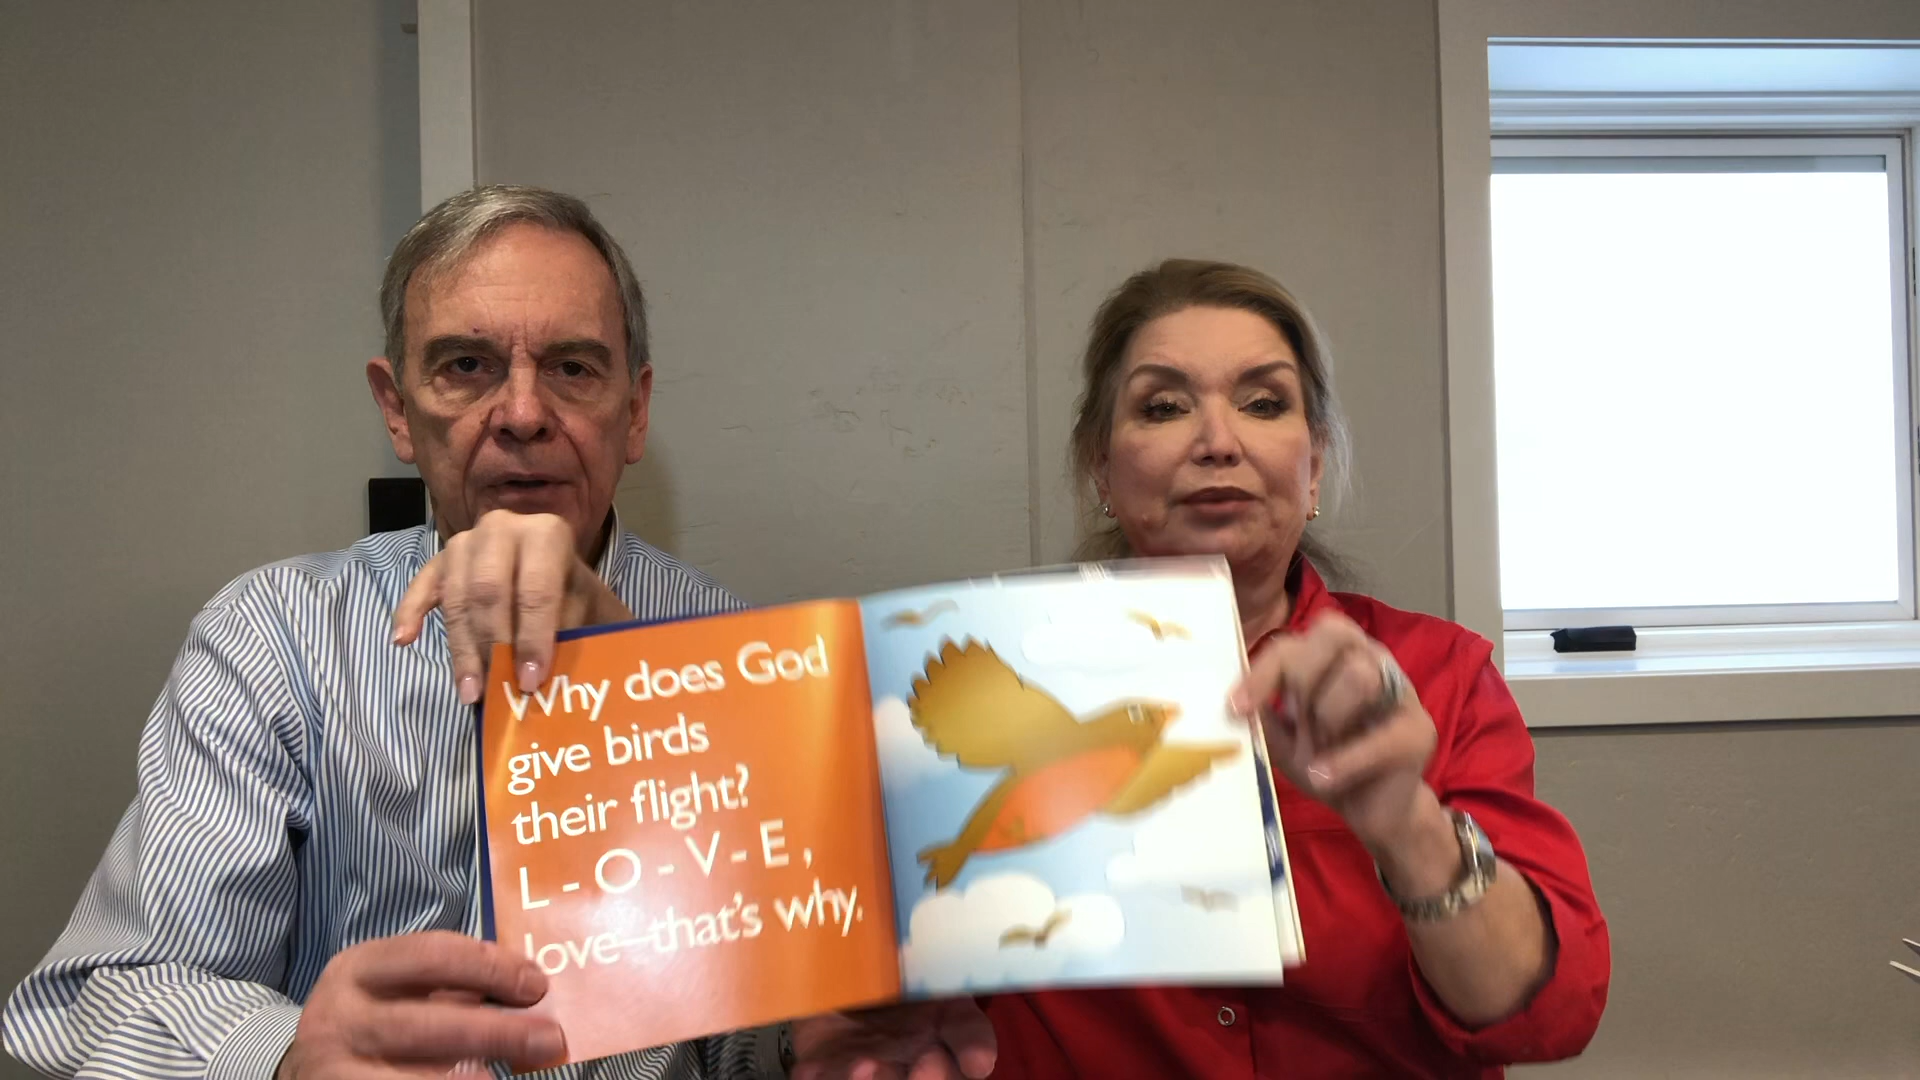 Why does God
give birds
their flight?
L - O - V - E ,
love—that's why.